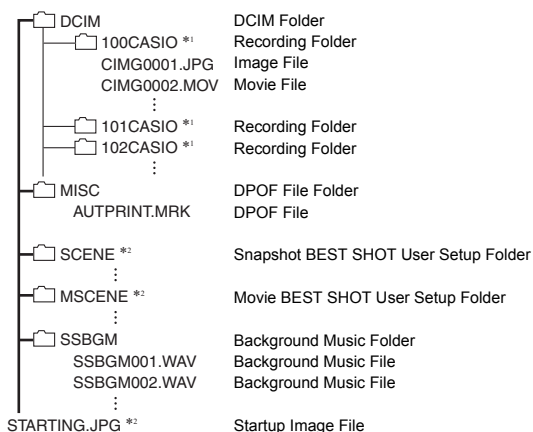 DCIM DCIM Folder
100CASIO *1 Recording Folder
CIMG0001.JPG Image File
CIMG0002.MOV Movie File
101CASIO *1 Recording Folder
102CASIO *1 Recording Folder
MISC DPOF File Folder
AUTPRINT.MRK DPOF File
SCENE *2 Snapshot BEST SHOT User Setup Folder
MSCENE *2 Movie BEST SHOT User Setup Folder
SSBGM Background Music Folder
SSBGM001.WAV Background Music File
SSBGM002.WAV Background Music File
STARTING.JPG *2 Startup Image File